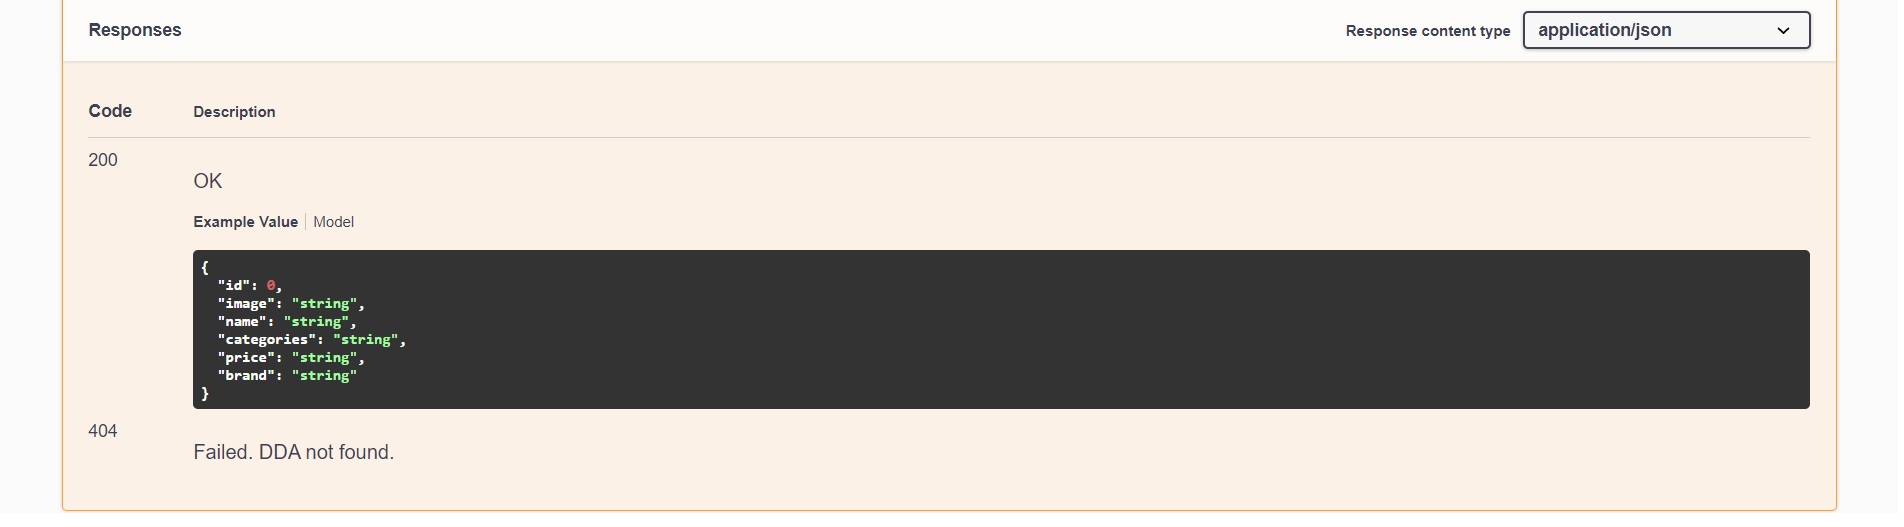 Responses
Response content type application/json
Code Description
200
OK
Example Value Model
{
"id": 0,
"image": "string",
"name": "string",
"categories": "string",
"price": "string",
"brand": "string"
}
404
Failed. DDA not found.